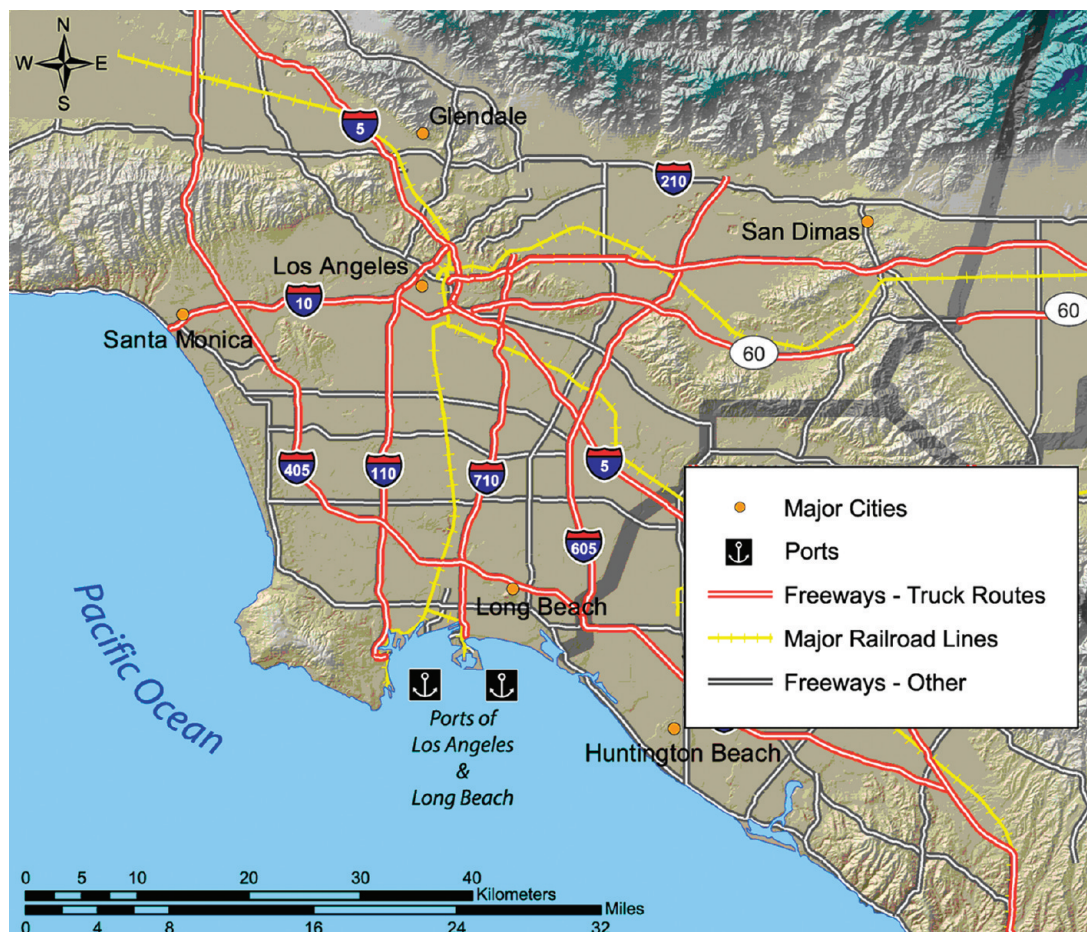 N
W E
S
5
Glendale
210
San Dimas
Los Angeles
10
60
Santa Monica
60
405
110
710
5
605
Major Cities
Ports
Freeways - Truck Routes
Major Railroad Lines
Freeways - Other
Long Beach
Pacific Ocean
Ports of
Los Angeles
&
Long Beach
Huntington Beach
0 5 10 20 30 40
Kilometers
Miles
0 4 8 16 24 32